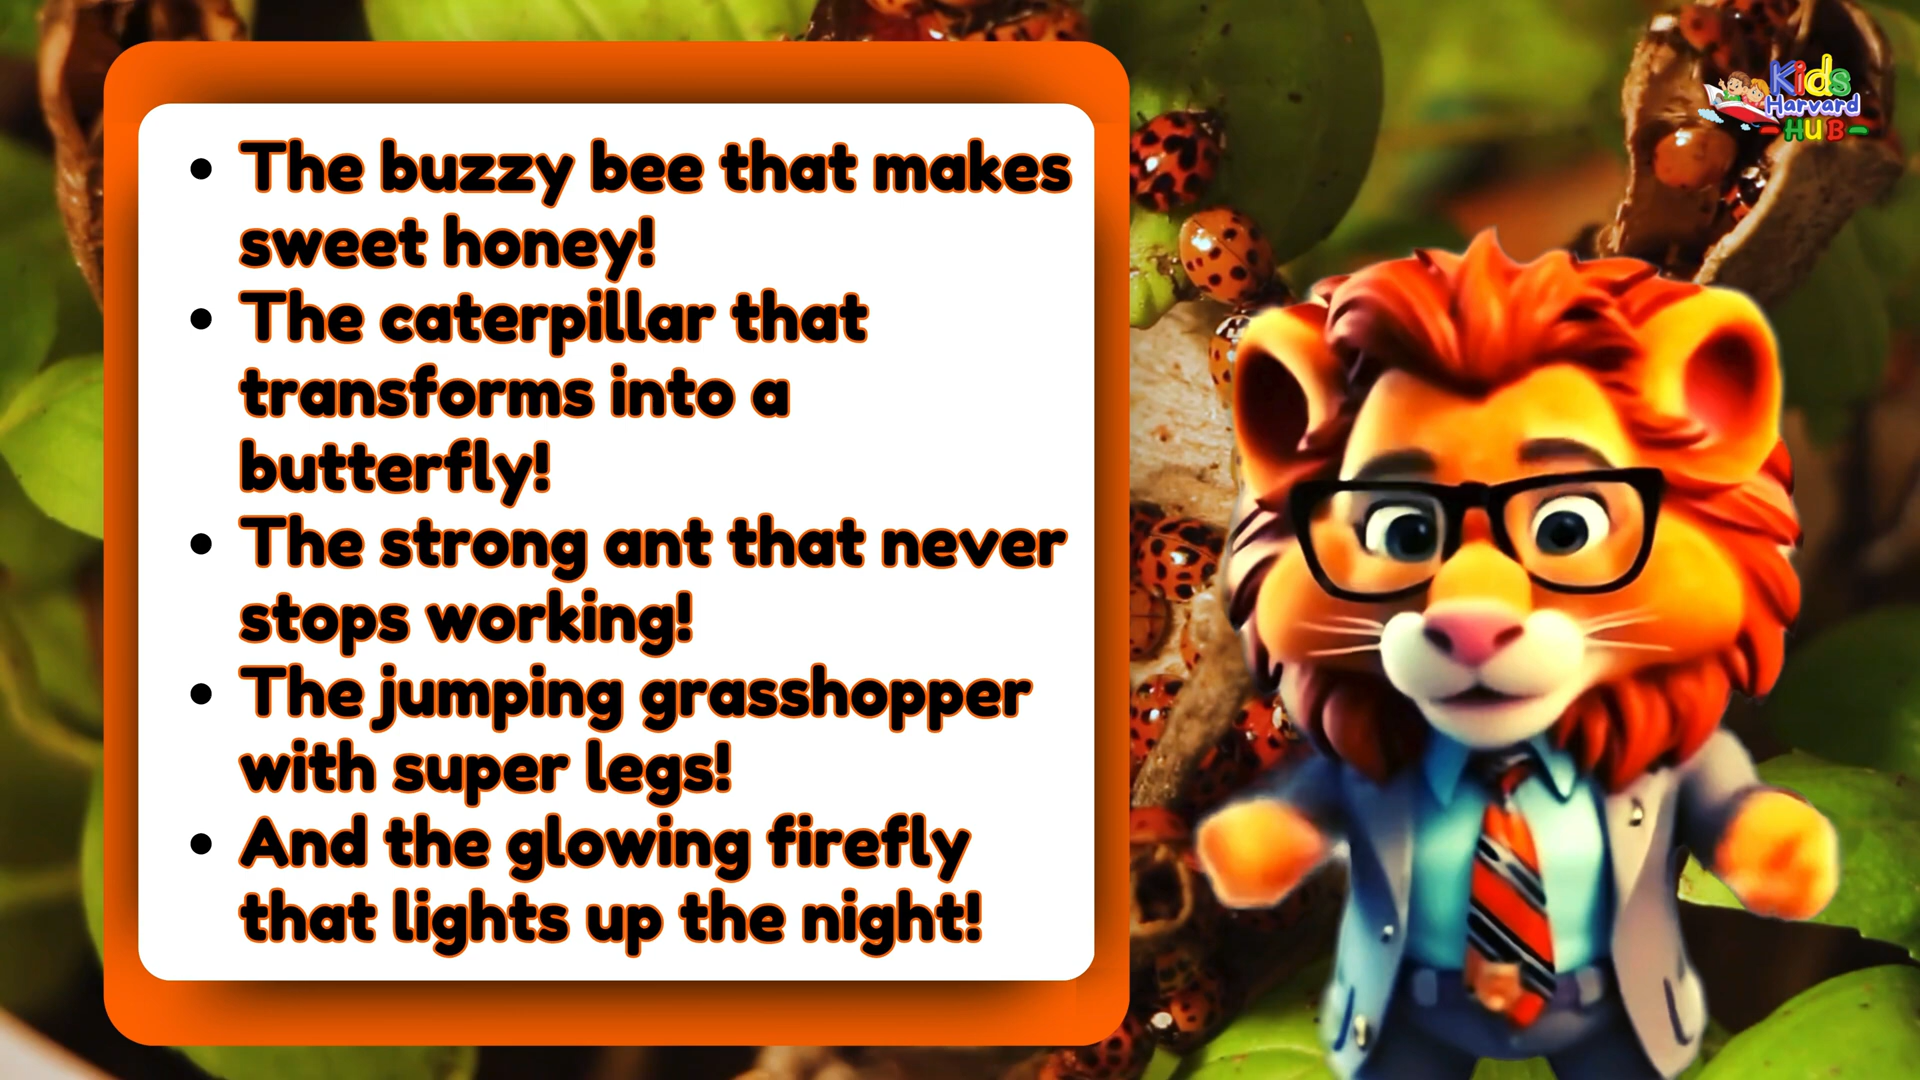 • The buzzy bee that makes
sweet honey!
• The caterpillar that
transforms into a
butterfly!
• The strong ant that never
stops working!
• The jumping grasshopper
with super legs!
• And the glowing firefly
that lights up the night!
Kids
Harvard
-HUB-